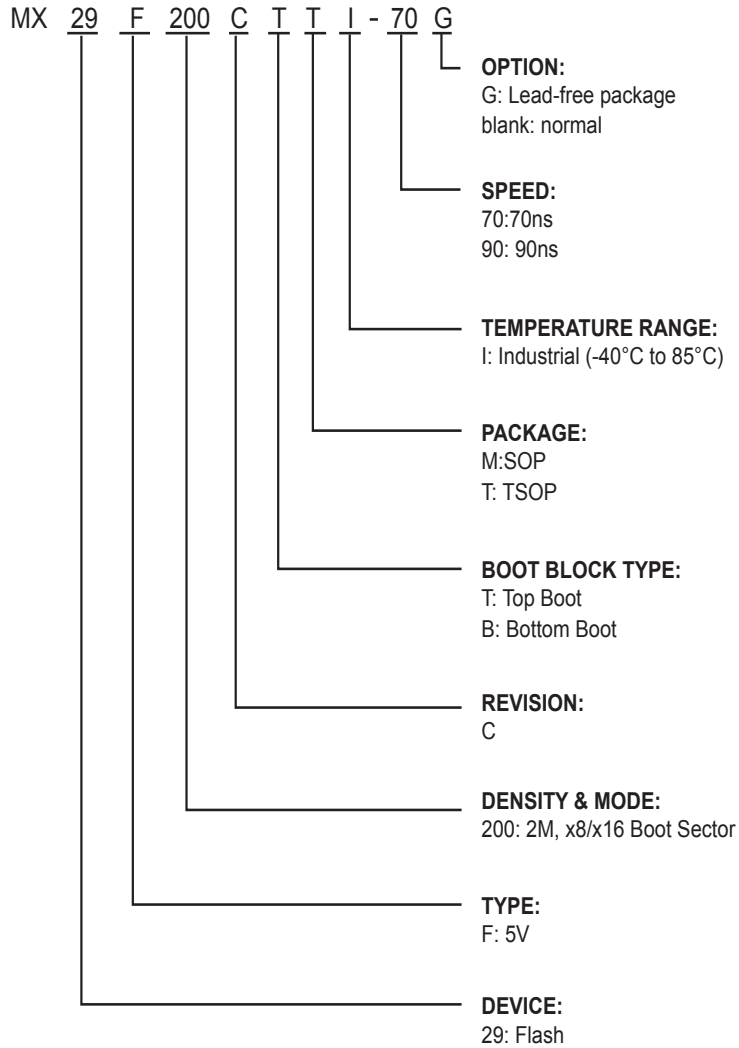 MX 29 F 200 C T T I - 70 G
OPTION:
G: Lead-free package
blank: normal
SPEED:
70:70ns
90: 90ns
TEMPERATURE RANGE:
I: Industrial (-40°C to 85°C)
PACKAGE:
M:SOP
T: TSOP
BOOT BLOCK TYPE:
T: Top Boot
B: Bottom Boot
REVISION:
C
DENSITY & MODE:
200: 2M, x8/x16 Boot Sector
TYPE:
F: 5V
DEVICE:
29: Flash